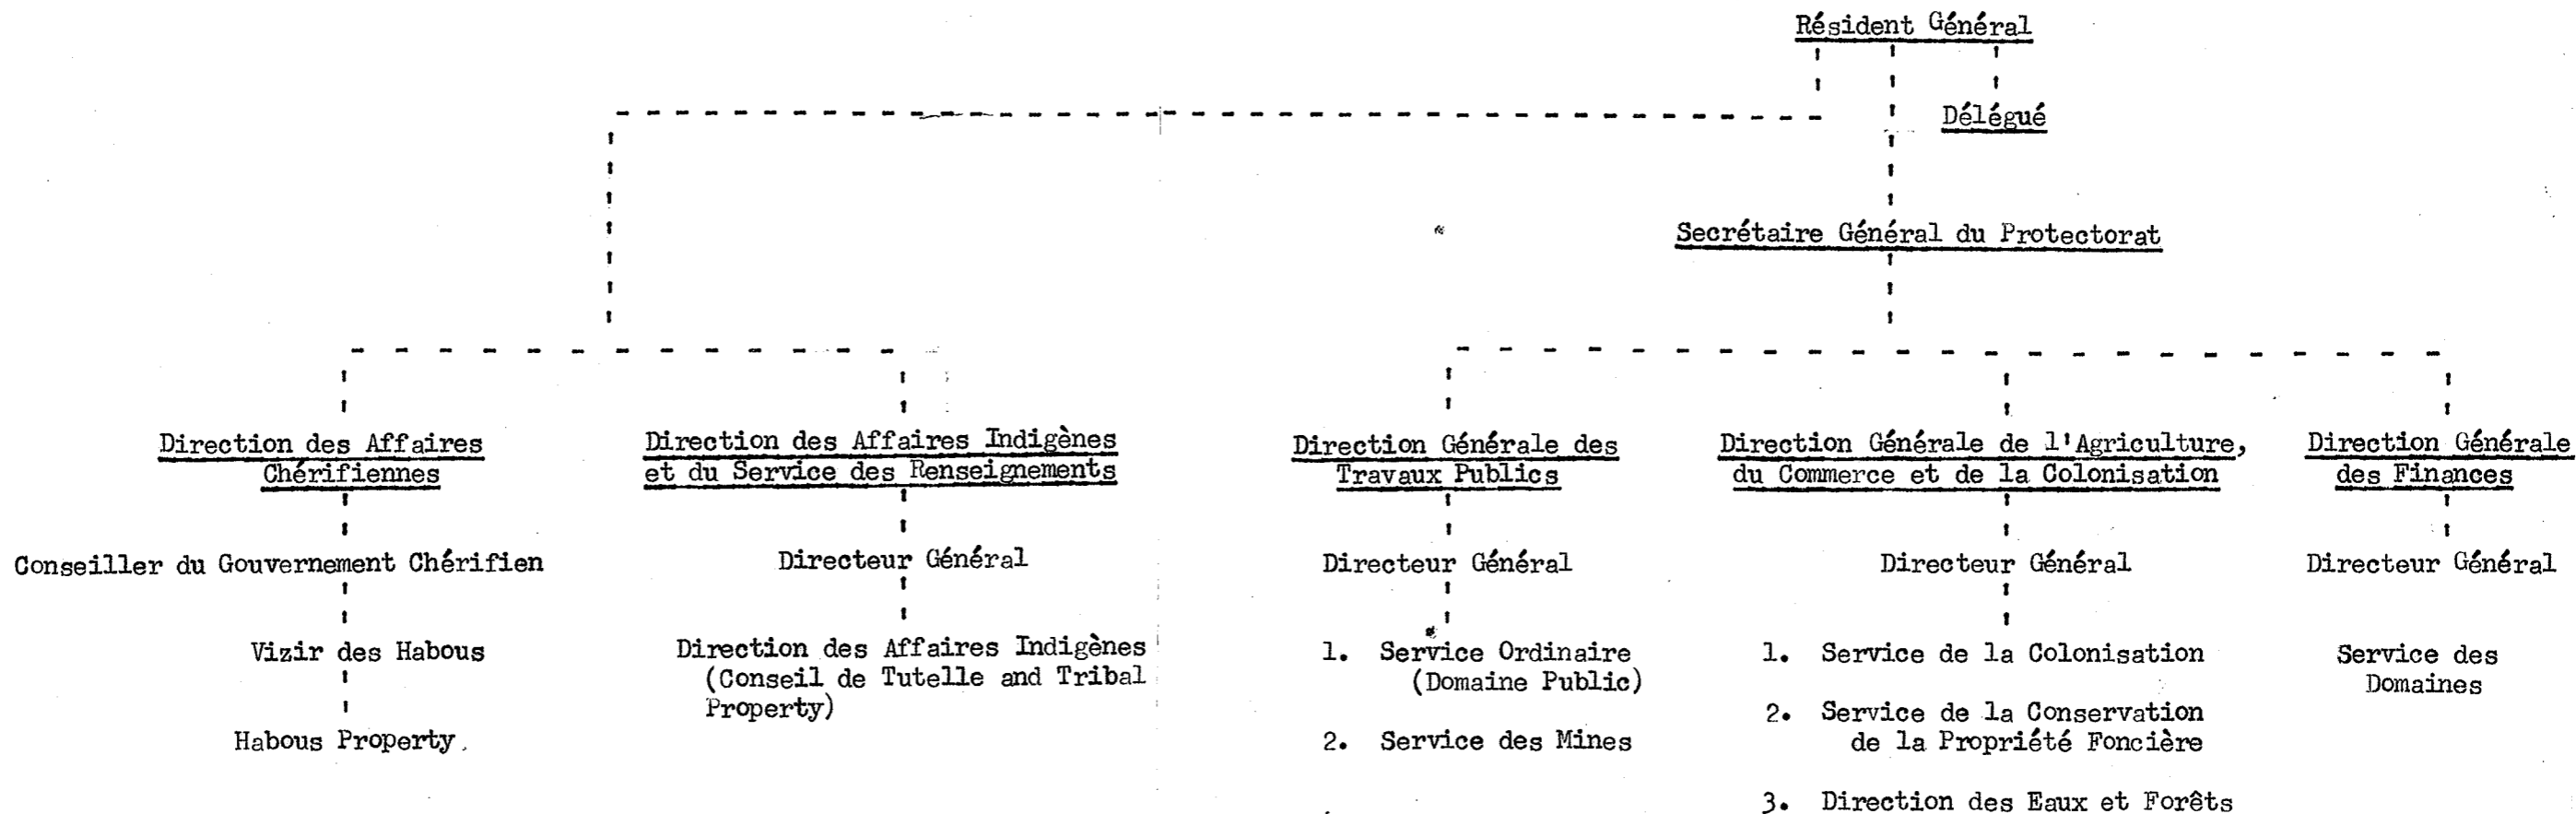 Résident Général
Délégué
Secrétaire Général du Protectorat
Direction des Affaires
Chérifiennes
Conseiller du Gouvernement Chérifien
Vizir des Habous
Habous Property
Direction des Affaires Indigènes
et du Service des Renseignements
Directeur Général
Direction des Affaires Indigènes
(Conseil de Tutelle and Tribal
Property)
Direction Générale des
Travaux Publics
Directeur Général
1. Service Ordinaire
(Domaine Public)
2. Service des Mines
Direction Générale de l'Agriculture,
du Commerce et de la Colonisation
Directeur Général
1. Service de la Colonisation
2. Service de la Conservation
de la Propriété Foncière
3. Direction des Eaux et Forêts
Direction Générale
des Finances
Directeur Général
Service des
Domaines